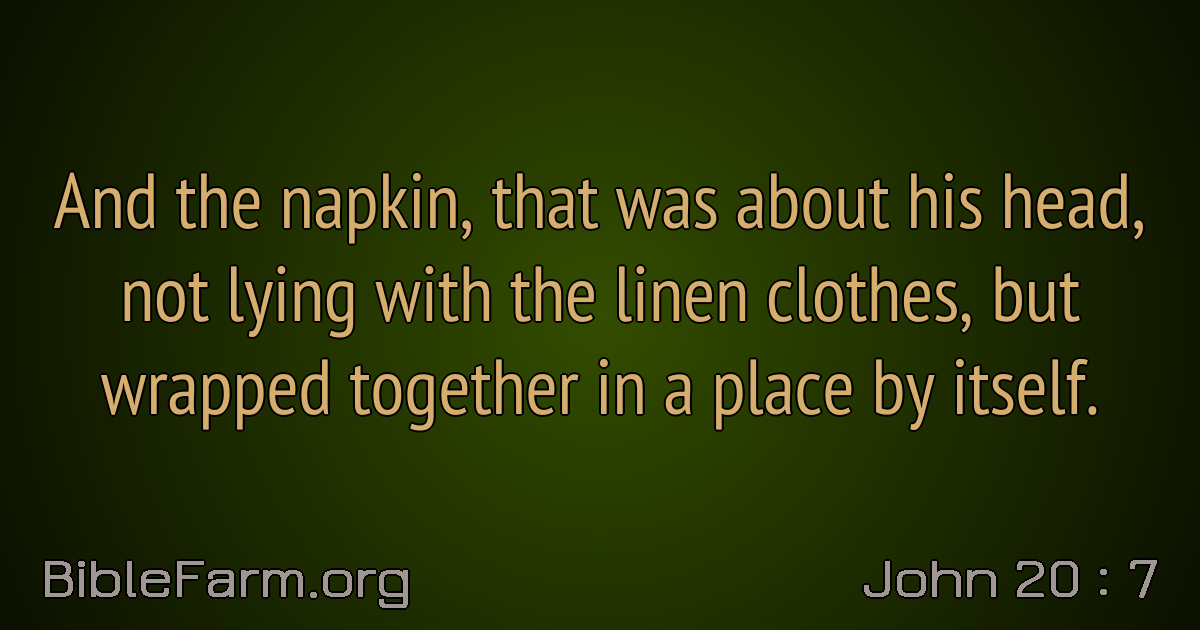 And the napkin, that was about his head,
not lying with the linen clothes, but
wrapped together in a place by itself.
BibleFarm.org
John 20 : 7